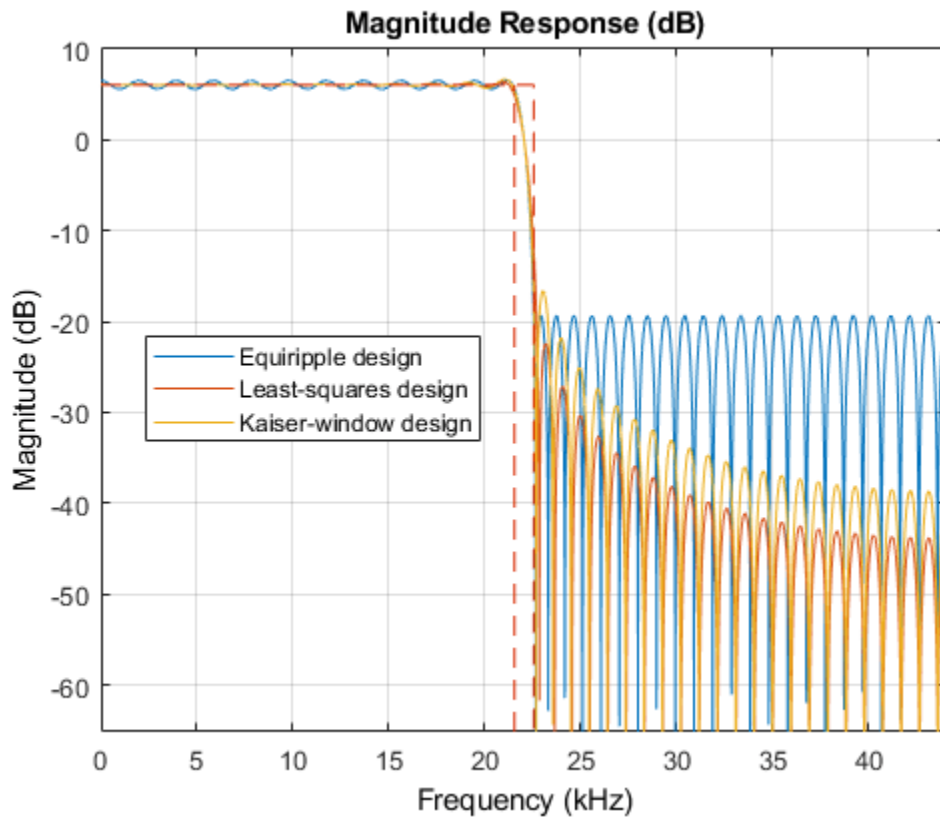 Magnitude Response (dB)
10
0
-10
-20
-30
-40
-50
-60
Magnitude (dB)
Equiripple design
Least-squares design
Kaiser-window design
0 5 10 15 20 25 30 35 40
Frequency (kHz)